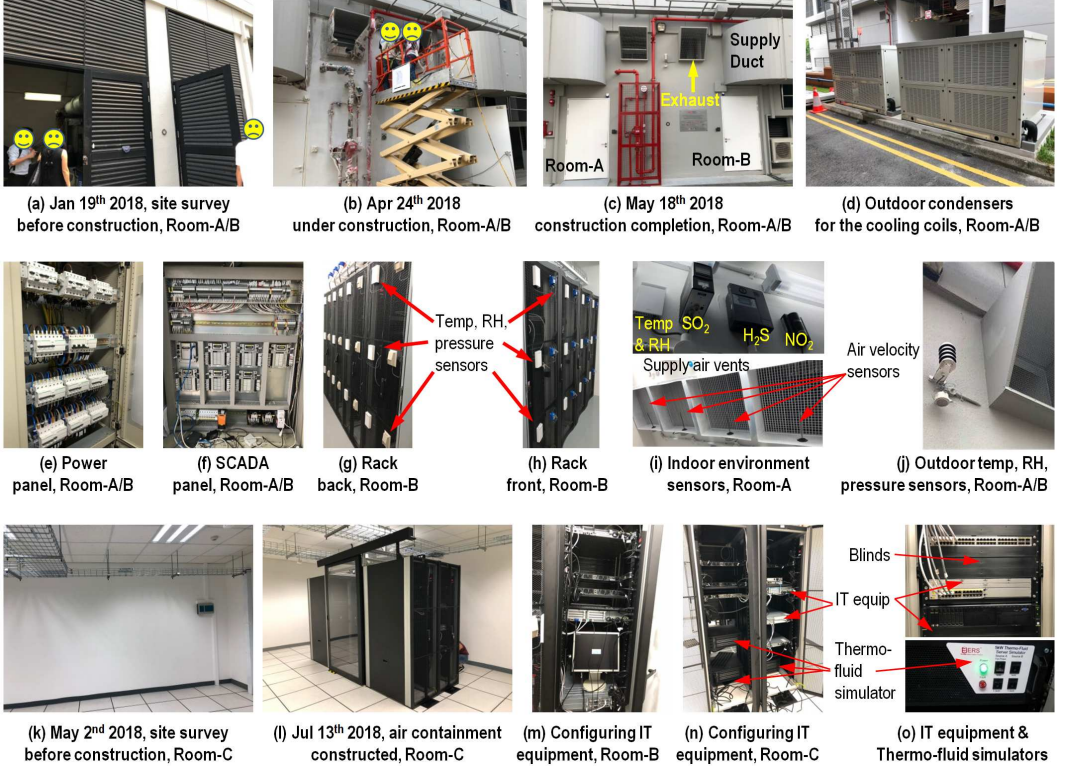 Supply
Duct
Exhaust
Room-A
Room-B
(a) Jan 19th 2018, site survey
before construction, Room-A/B
(b) Apr 24th 2018
under construction, Room-A/B
(c) May 18th 2018
construction completion, Room-A/B
(d) Outdoor condensers
for the cooling coils, Room-A/B
Temp, RH,
pressure
sensors
Temp
& RH
SO2
H2S
NO2
Supply air vents
Air velocity
sensors
(e) Power
panel, Room-A/B
(f) SCADA
panel, Room-A/B
(g) Rack
back, Room-B
(h) Rack
front, Room-B
(i) Indoor environment
sensors, Room-A
(j) Outdoor temp, RH,
pressure sensors, Room-A/B
Blinds
IT equip
Thermo-
fluid
simulator
(k) May 2nd 2018, site survey
before construction, Room-C
(l) Jul 13th 2018, air containment
constructed, Room-C
(m) Configuring IT
equipment, Room-B
(n) Configuring IT
equipment, Room-C
(o) IT equipment &
Thermo-fluid simulators